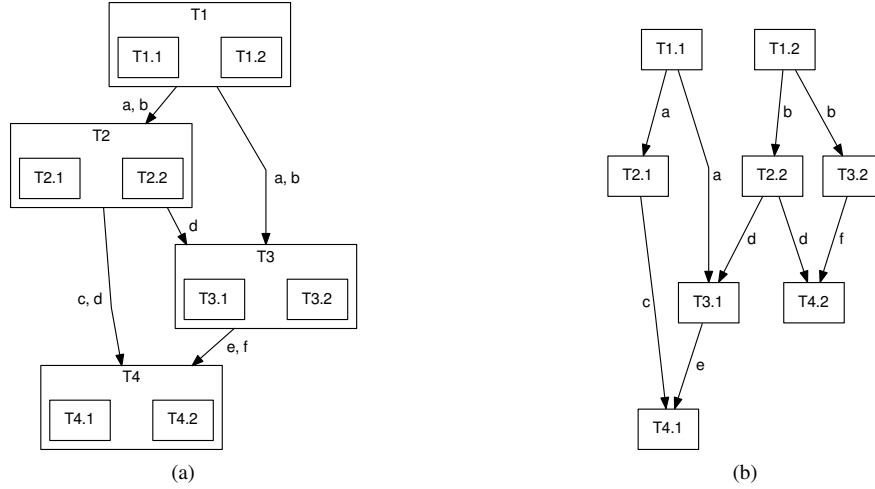 T1
T1.1 T1.2
a, b
T2
T2.1 T2.2
a, b
d
T3
T3.1 T3.2
c, d
e, f
T4
T4.1 T4.2
(a)
T1.1 T1.2
a b b
T2.1 T2.2 T3.2
a
d d f
c
T3.1 T4.2
e
T4.1
(b)